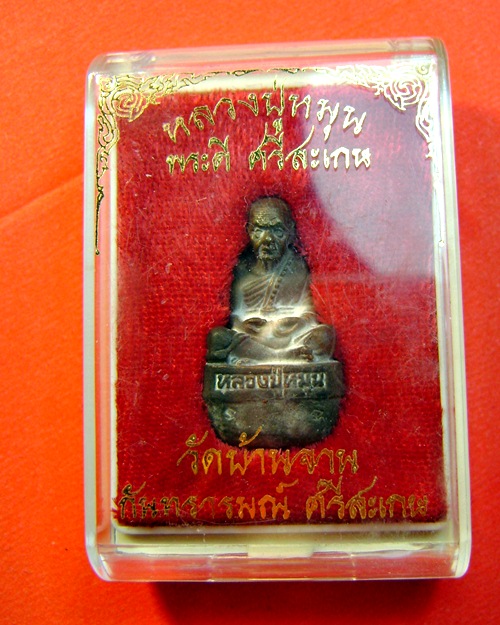 หลวงปู่หมุน
พระดี ศรีสะเกษ
หลวงปู่หมุน
วัดบ้านจาน
กันทรารมณ์ ศรีสะเกษ